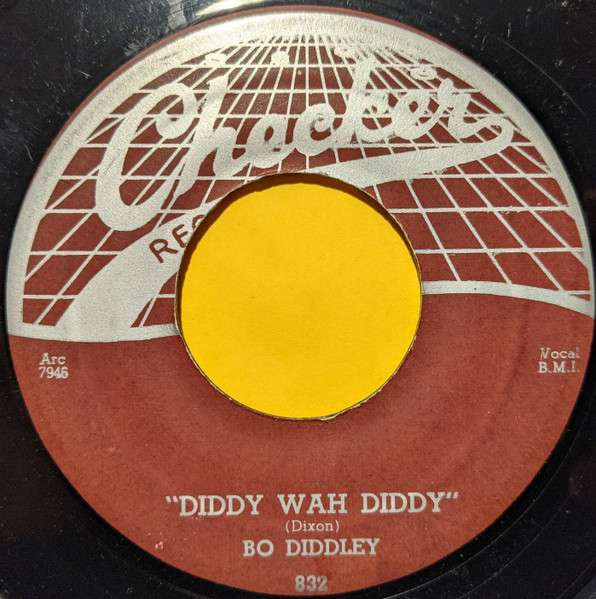 Checker
REC
Arc
7946
Vocal
B.M.I.
"DIDDY WAH DIDDY"
(Dixon)
BO DIDDLEY
832